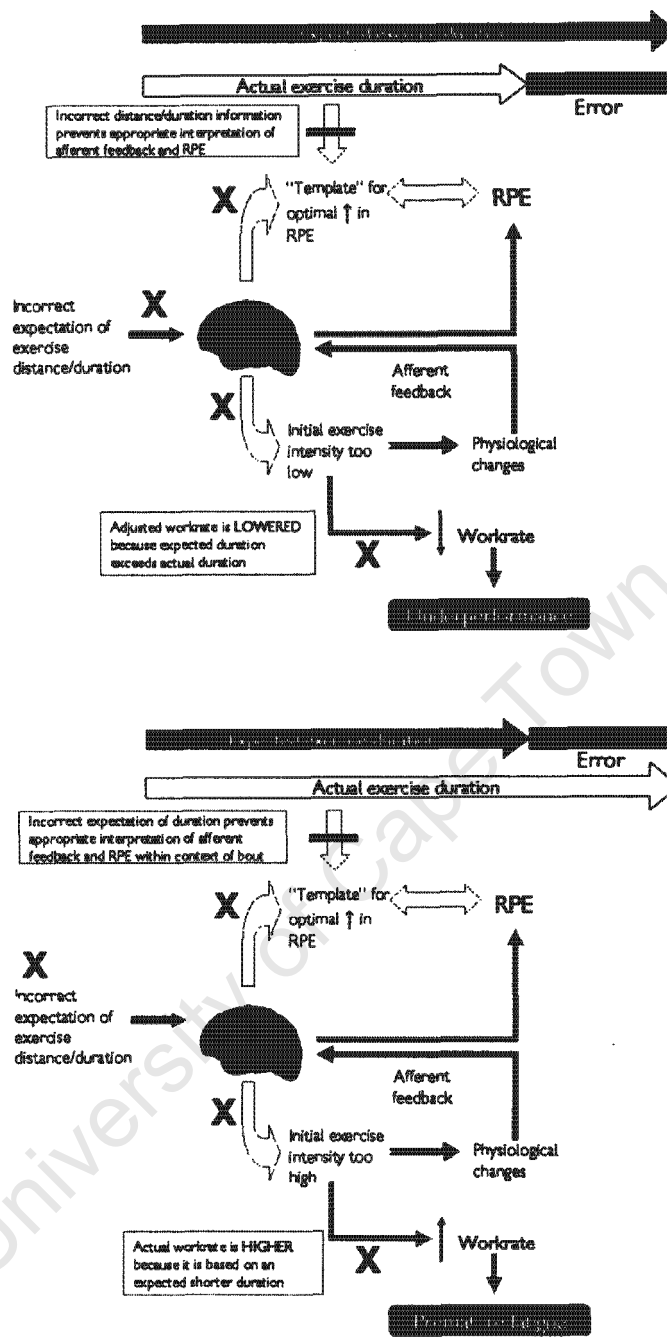 Actual exercise duration
Error
Incorrect distance/duration information
prevents appropriate interpretation of
afferent feedback and RPE
X
"Template" for
optimal ↑ in
RPE
RPE
X
Incorrect
expectation of
exercise
distance/duration
Afferent
feedback
X
Initial exercise
intensity too
low
Physiological
changes
Adjusted workrate is LOWERED
because expected duration
exceeds actual duration
X
Workrate
Underperformance
Error
Actual exercise duration
Incorrect expectation of duration prevents
appropriate interpretation of afferent
feedback and RPE within context of bout
X
"Template" for
optimal ↑ in
RPE
RPE
X
Incorrect
expectation of
exercise
distance/duration
Afferent
feedback
X
Initial exercise
intensity too
high
Physiological
changes
Actual workrate is HIGHER
because it is based on an
expected shorter duration
X
Workrate
University of Cape Town